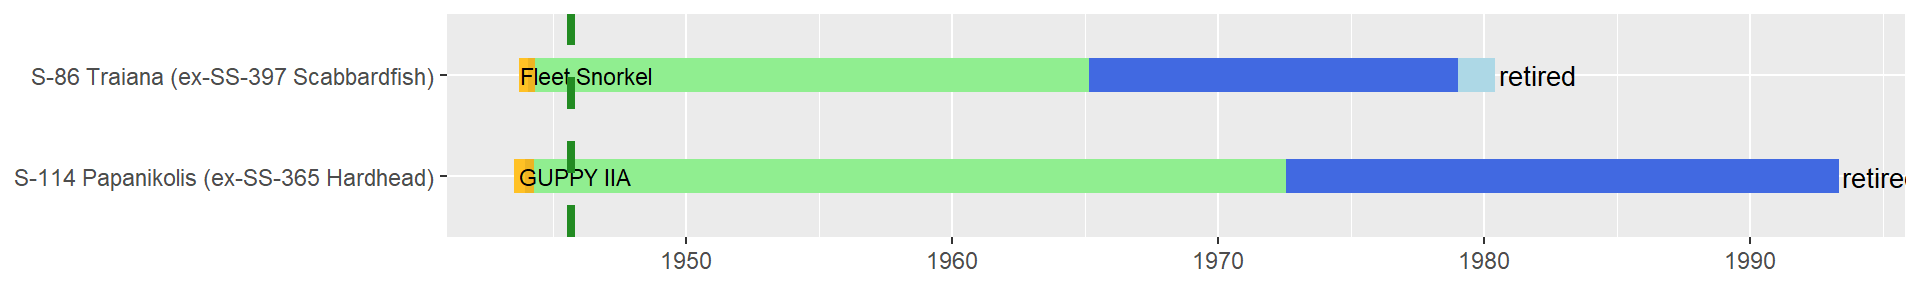 S-86 Traiana (ex-SS-397 Scabbardfish)
Fleet Snorkel
retired
S-114 Papanikolis (ex-SS-365 Hardhead)
GUPPY IIA
retire
1950
1960
1970
1980
1990